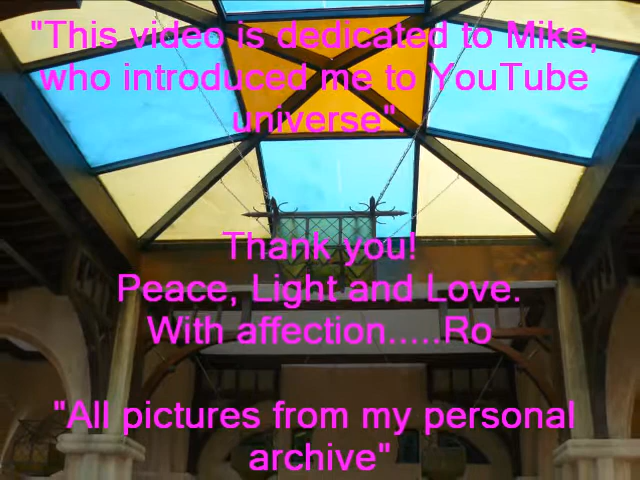 "This video is dedicated to Mike,
who introduced me to YouTube
universe".
Thank you!
Peace, Light and Love.
With affection.....Ro
"All pictures from my personal
archive"